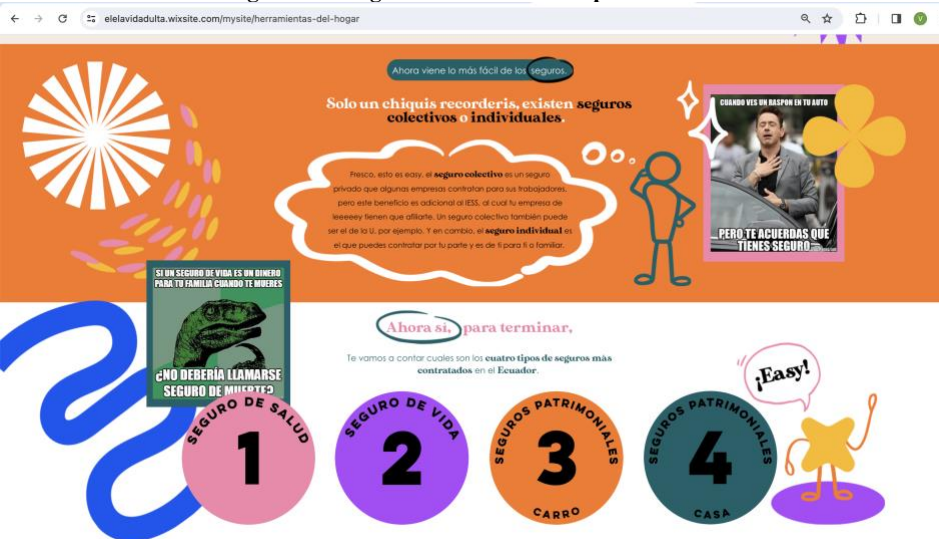 elelavidadulta.wixsite.com/mysite/herramientas-del-hogar
V
Ahora viene lo más fácil de los seguros.
Solo un chiquis recorderis, existen seguros
colectivos o individuales.
Fresco, esto es easy, el seguro colectivo es un seguro
privado que algunas empresas contratan para sus trabajadores,
pero este beneficio es adicional al IESS, al cual tu empresa de
leeeeey tienen que afiliarte. Un seguro colectivo también puede
ser el de la U, por ejemplo. Y en cambio, el seguro individual es
el que puedes contratar por tu parte y es de ti para ti o familiar.
CUANDO VES UN RASPON EN TU AUTO
PERO TE ACUERDAS QUE
TIENES SEGURO
SI UN SEGURO DE VIDA ES UN DINERO
PARA TU FAMILIA CUANDO TE MUERES
¿NO DEBERÍA LLAMARSE
SEGURO DE MUERTE?
Ahora si, para terminar,
Te vamos a contar cuales son los cuatro tipos de seguros más
contratados en el Ecuador.
¡Easy!
SEGURO DE SALUD
1
SEGURO DE VIDA
2
SEGUROS PATRIMONIALES
3
CARRO
SEGUROS PATRIMONIALES
4
CASA